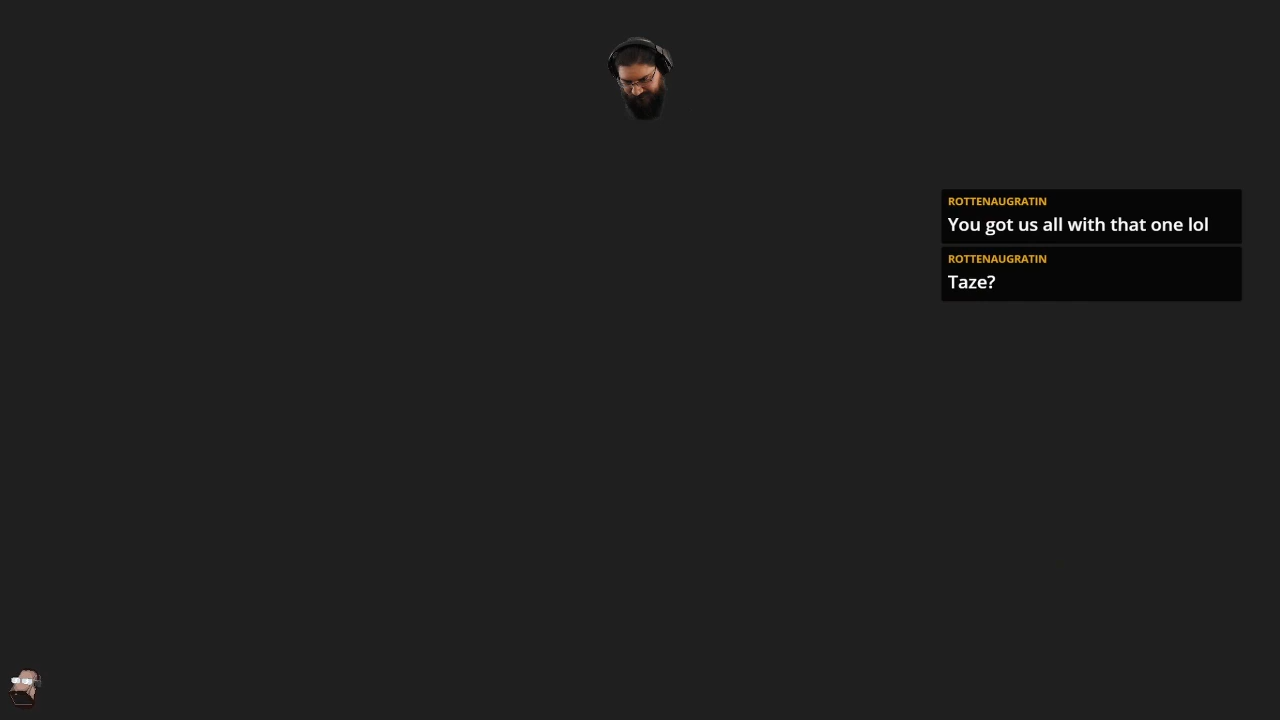 ROTTENAUGRATIN
You got us all with that one lol
ROTTENAUGRATIN
Taze?